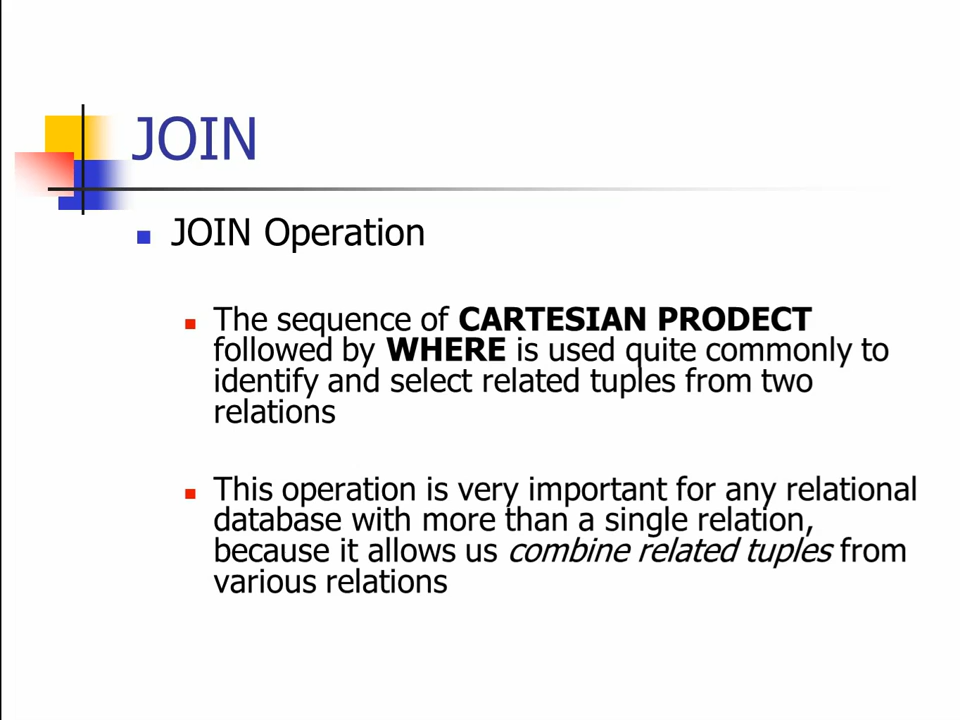 JOIN
JOIN Operation
The sequence of CARTESIAN PRODECT
followed by WHERE is used quite commonly to
identify and select related tuples from two
relations
This operation is very important for any relational
database with more than a single relation,
because it allows us combine related tuples from
various relations